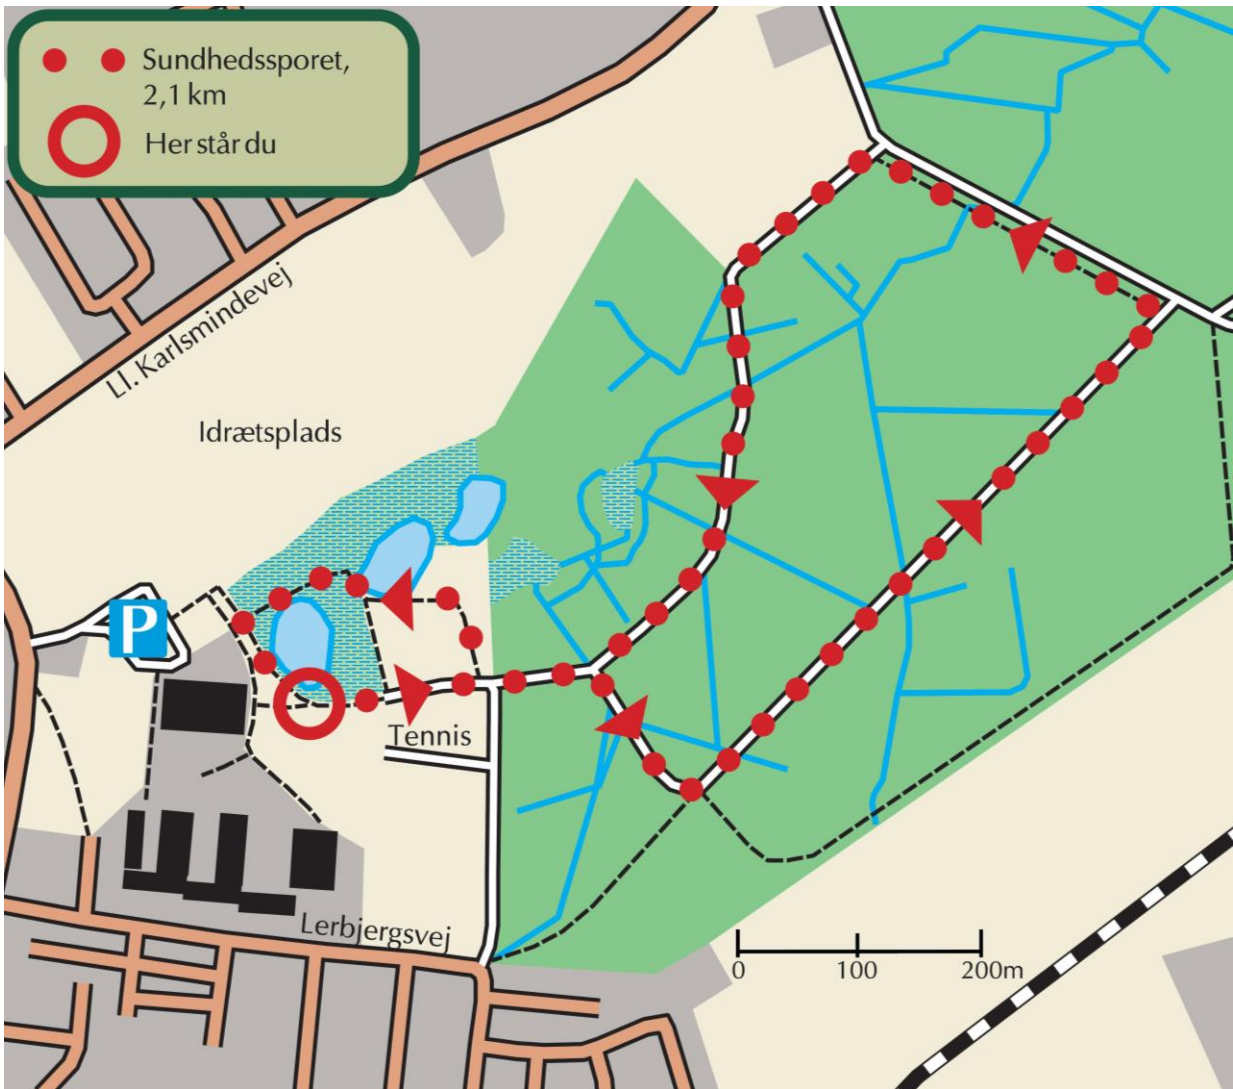 Sundhedssporet,
2,1 km
Her står du
Ll. Karlsmindevej
Idrætsplads
P
Tennis
Lerbjergsvej
0 100 200m